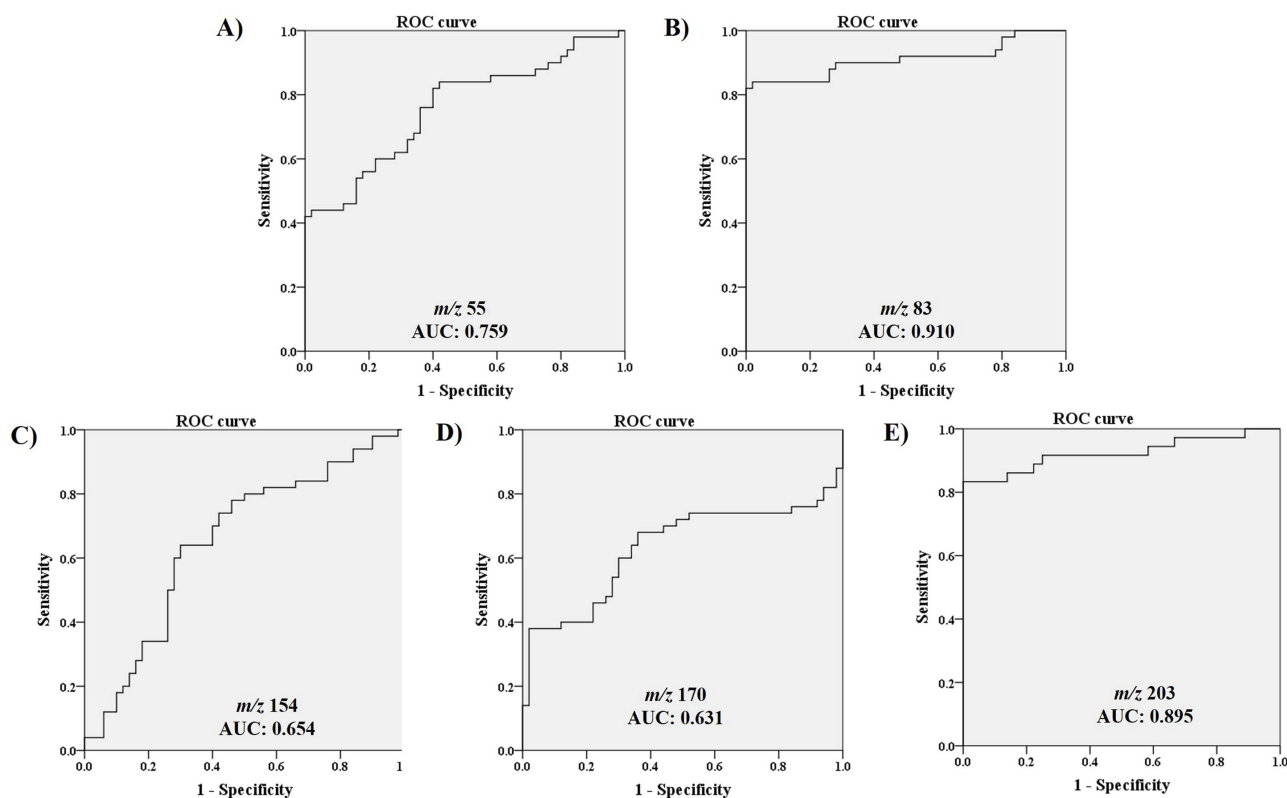 A)
ROC curve
1.0
0.8
0.6
0.4
0.2
0.0
Sensitivity
m/z 55
AUC: 0.759
0.0 0.2 0.4 0.6 0.8 1.0
1 - Specificity
B)
ROC curve
1.0
0.8
0.6
0.4
0.2
0.0
Sensitivity
m/z 83
AUC: 0.910
0.0 0.2 0.4 0.6 0.8 1.0
1 - Specificity
C)
ROC curve
1.0
0.8
0.6
0.4
0.2
0.0
Sensitivity
m/z 154
AUC: 0.654
0.0 0.2 0.4 0.6 0.8 1
1 - Specificity
D)
ROC curve
1.0
0.8
0.6
0.4
0.2
0.0
Sensitivity
m/z 170
AUC: 0.631
0.0 0.2 0.4 0.6 0.8 1.0
1 - Specificity
E)
ROC curve
1.0
0.8
0.6
0.4
0.2
0.0
Sensitivity
m/z 203
AUC: 0.895
0.0 0.2 0.4 0.6 0.8 1.0
1 - Specificity